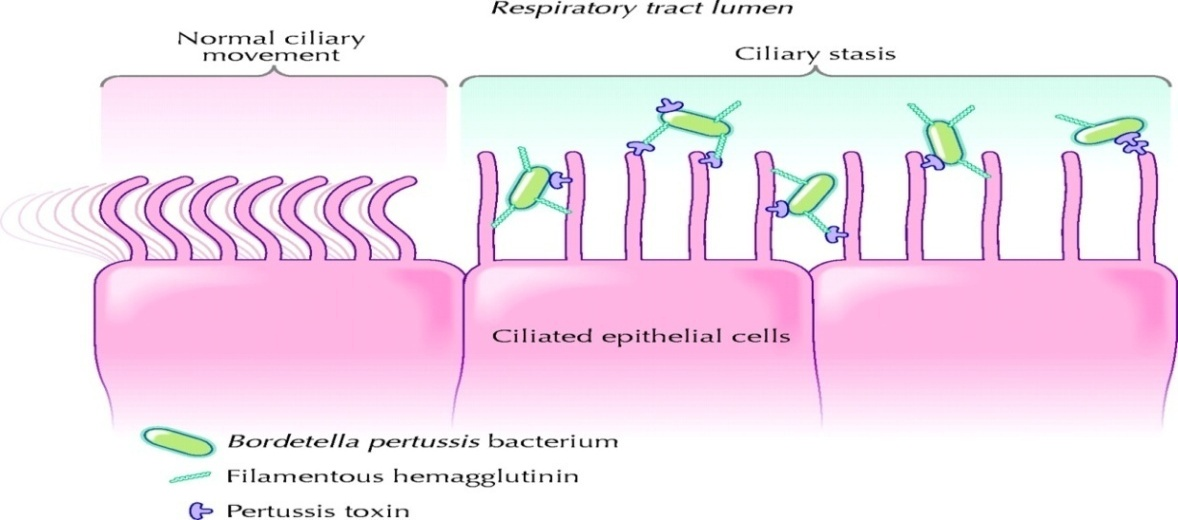 Respiratory tract lumen
Normal ciliary
movement
Ciliary stasis
Ciliated epithelial cells
Bordetella pertussis bacterium
Filamentous hemagglutinin
Pertussis toxin